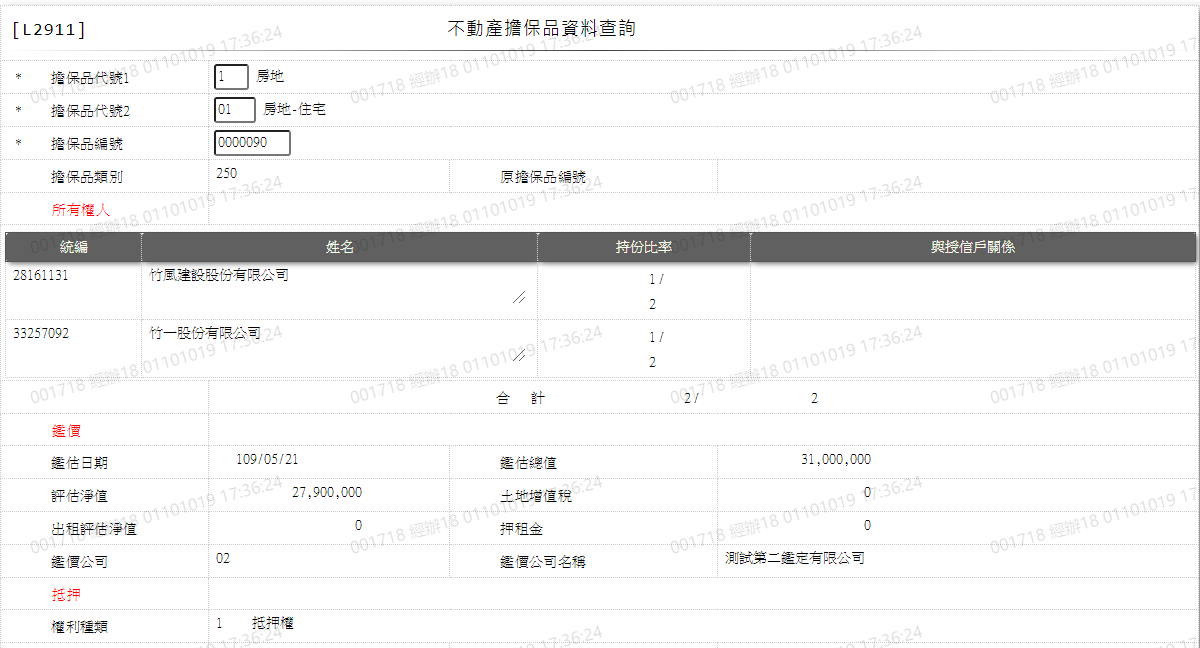 [L2911] 不動產擔保品資料查詢
* 擔保品代號1 1 房地
* 擔保品代號2 01 房地-住宅
* 擔保品編號 0000090
擔保品類別 250 原擔保品編號
所有權人
統編 姓名 持份比率 與授信戶關係
28161131 竹風建設股份有限公司 1 /
2
33257092 竹一股份有限公司 1 /
2
合 計 2 / 2
鑑價
鑑估日期 109/05/21 鑑估總值 31,000,000
評估淨值 27,900,000 土地增值稅 0
出租評估淨值 0 押租金 0
鑑價公司 02 鑑價公司名稱 測試第二鑑定有限公司
抵押
權利種類 1 抵押權
001718 經辦18 01101019 17:36:24